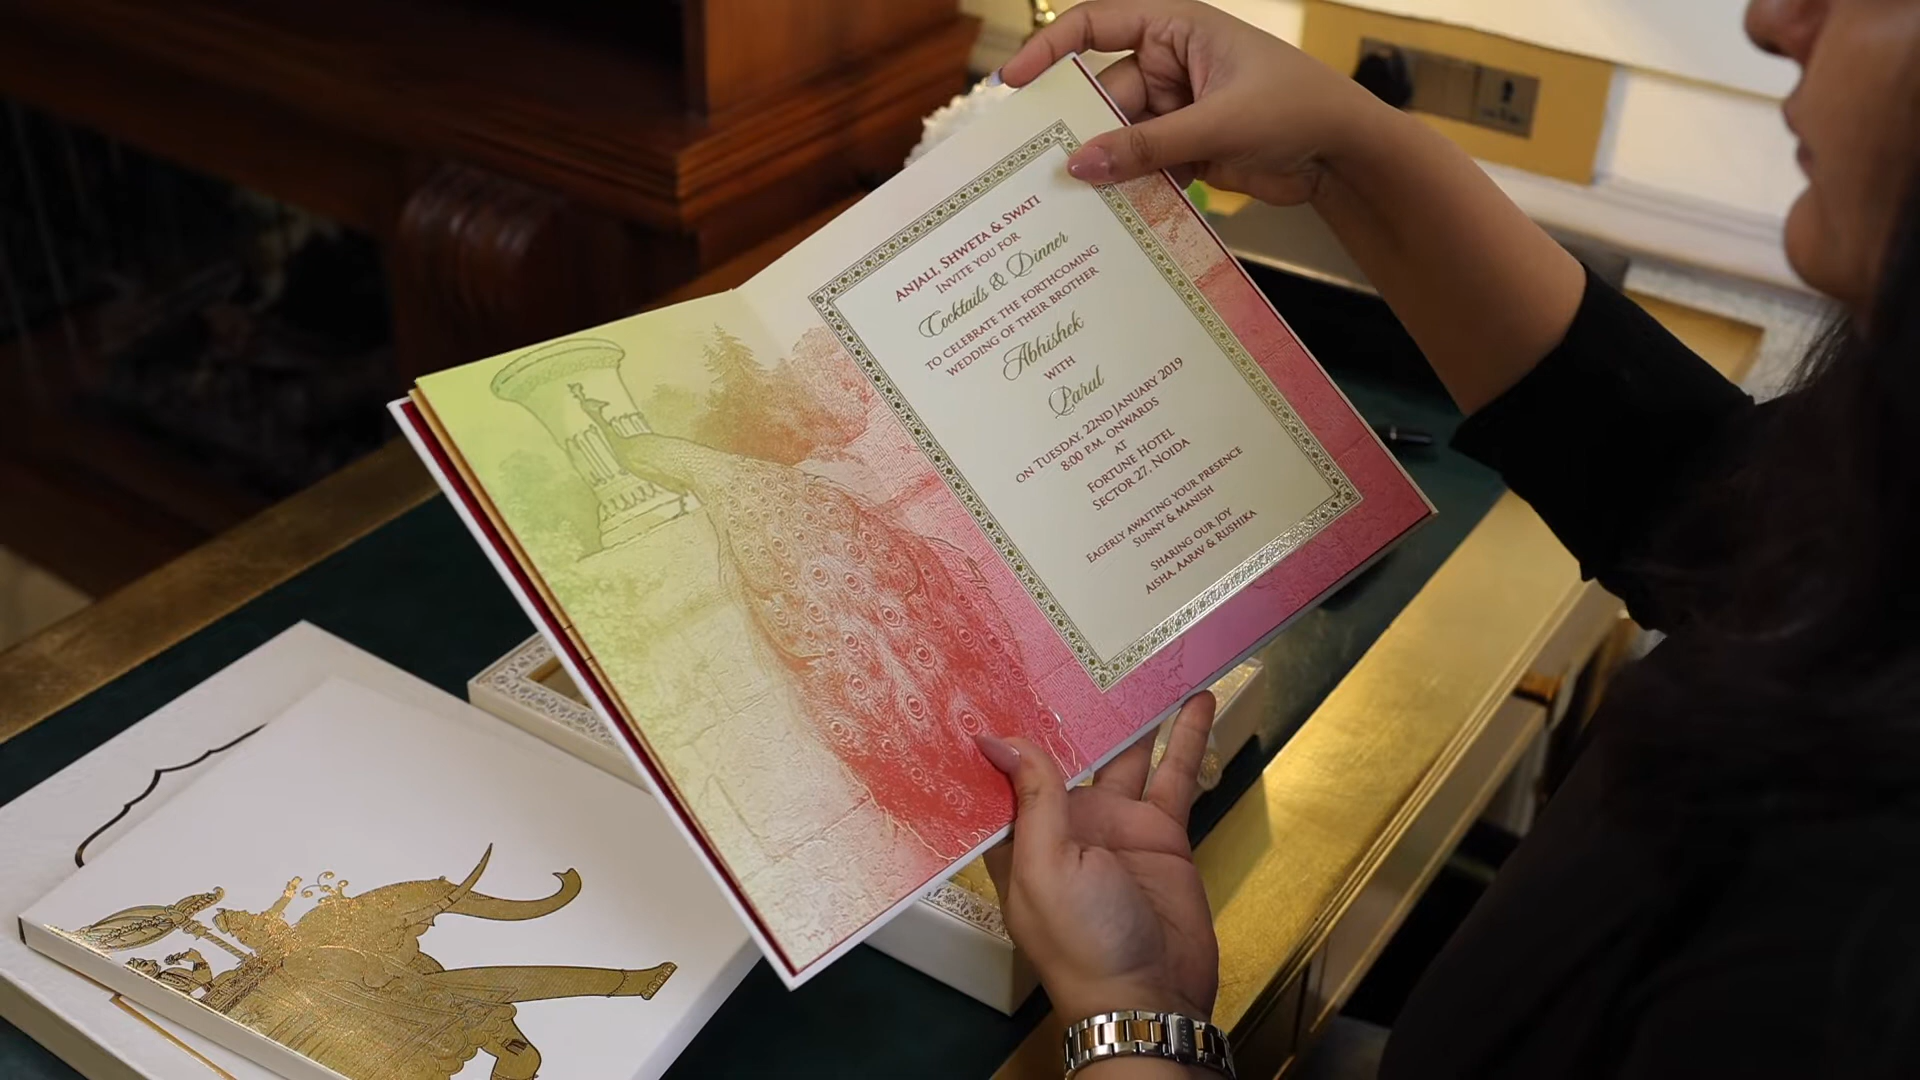 ANJALI, SHWETA & SWATI
INVITE YOU FOR
Cocktails & Dinner
TO CELEBRATE THE FORTHCOMING
WEDDING OF THEIR BROTHER
Abhishek
WITH
Parul
ON TUESDAY, 22ND JANUARY 2019
8:00 P.M. ONWARDS
AT
FORTUNE HOTEL
SECTOR 27, NOIDA
EAGERLY AWAITING YOUR PRESENCE
SUNNY & MANISH
SHARING OUR JOY
AISHA, AARAV & RUSHIKA